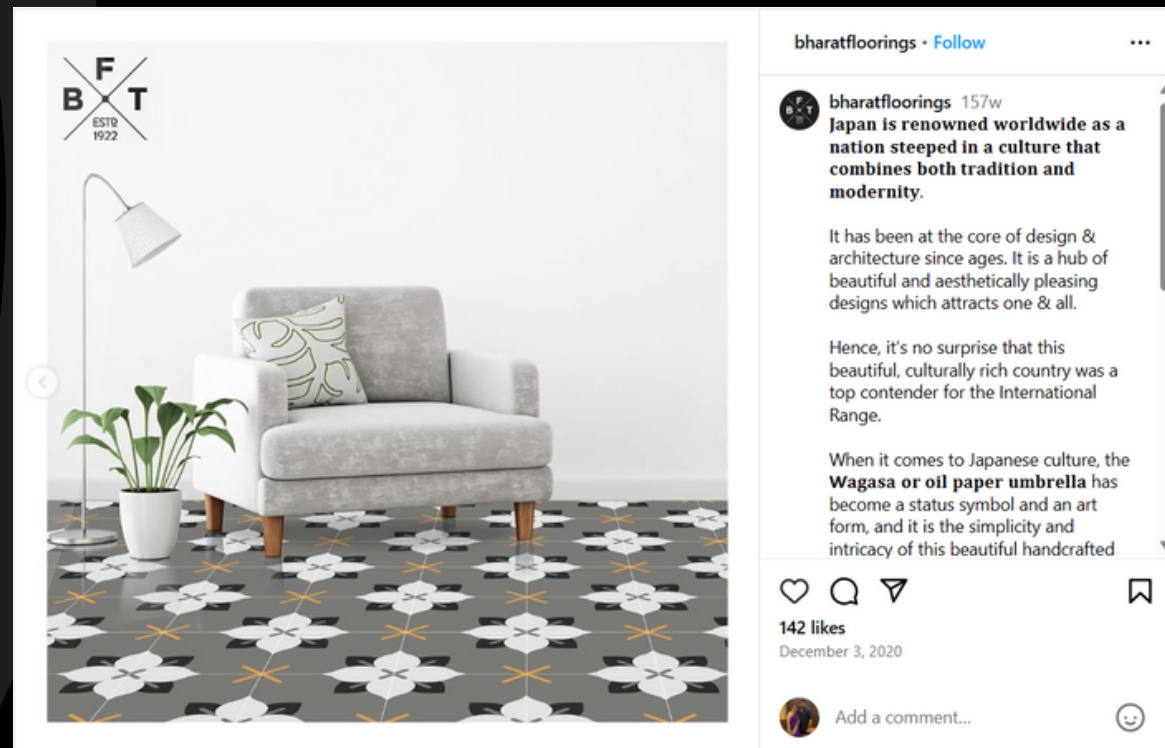 F
B T
ESTD
1922
bharatfloorings • Follow
bharatfloorings 157w
Japan is renowned worldwide as a
nation steeped in a culture that
combines both tradition and
modernity.
It has been at the core of design &
architecture since ages. It is a hub of
beautiful and aesthetically pleasing
designs which attracts one & all.
Hence, it's no surprise that this
beautiful, culturally rich country was a
top contender for the International
Range.
When it comes to Japanese culture, the
Wagasa or oil paper umbrella has
become a status symbol and an art
form, and it is the simplicity and
intricacy of this beautiful handcrafted
142 likes
December 3, 2020
Add a comment...